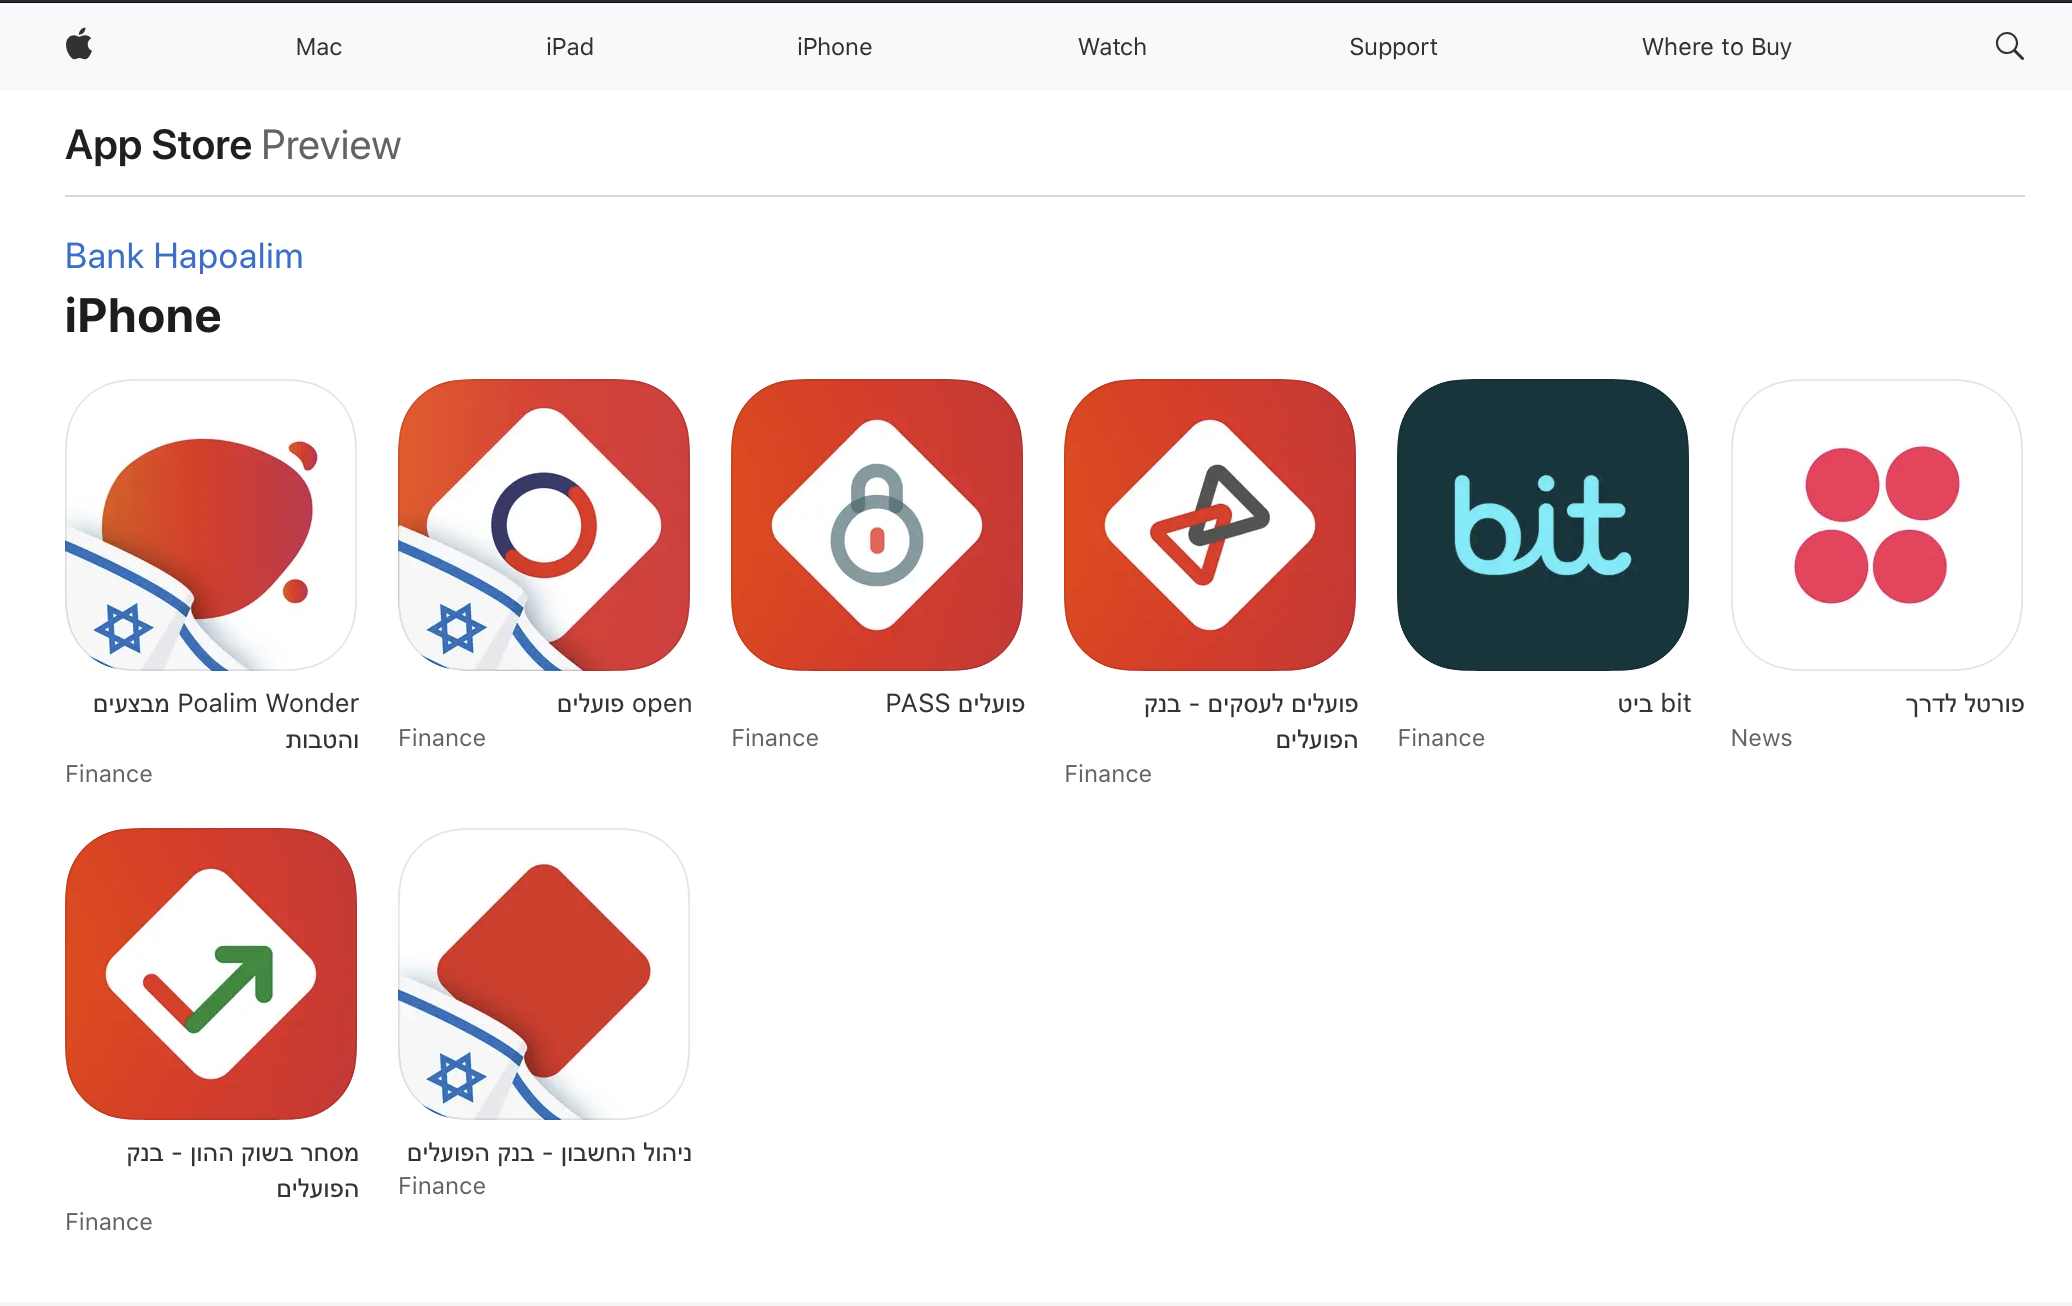 Mac iPad iPhone Watch Support Where to Buy
App Store Preview
Bank Hapoalim
iPhone
bit
Poalim Wonder מבצעים
והטבות
Finance
open פועלים
Finance
פועלים PASS
Finance
פועלים לעסקים - בנק
הפועלים
Finance
bit ביט
Finance
פורטל לדרך
News
מסחר בשוק ההון - בנק
הפועלים
Finance
ניהול החשבון - בנק הפועלים
Finance